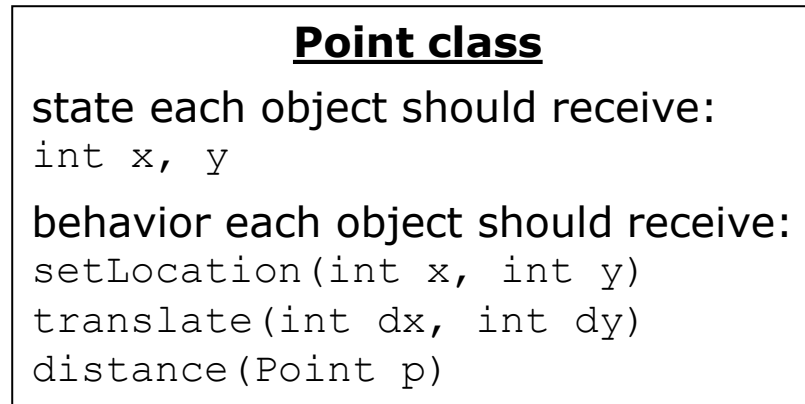 Point class
state each object should receive:
int x, y
behavior each object should receive:
setLocation(int x, int y)
translate(int dx, int dy)
distance(Point p)